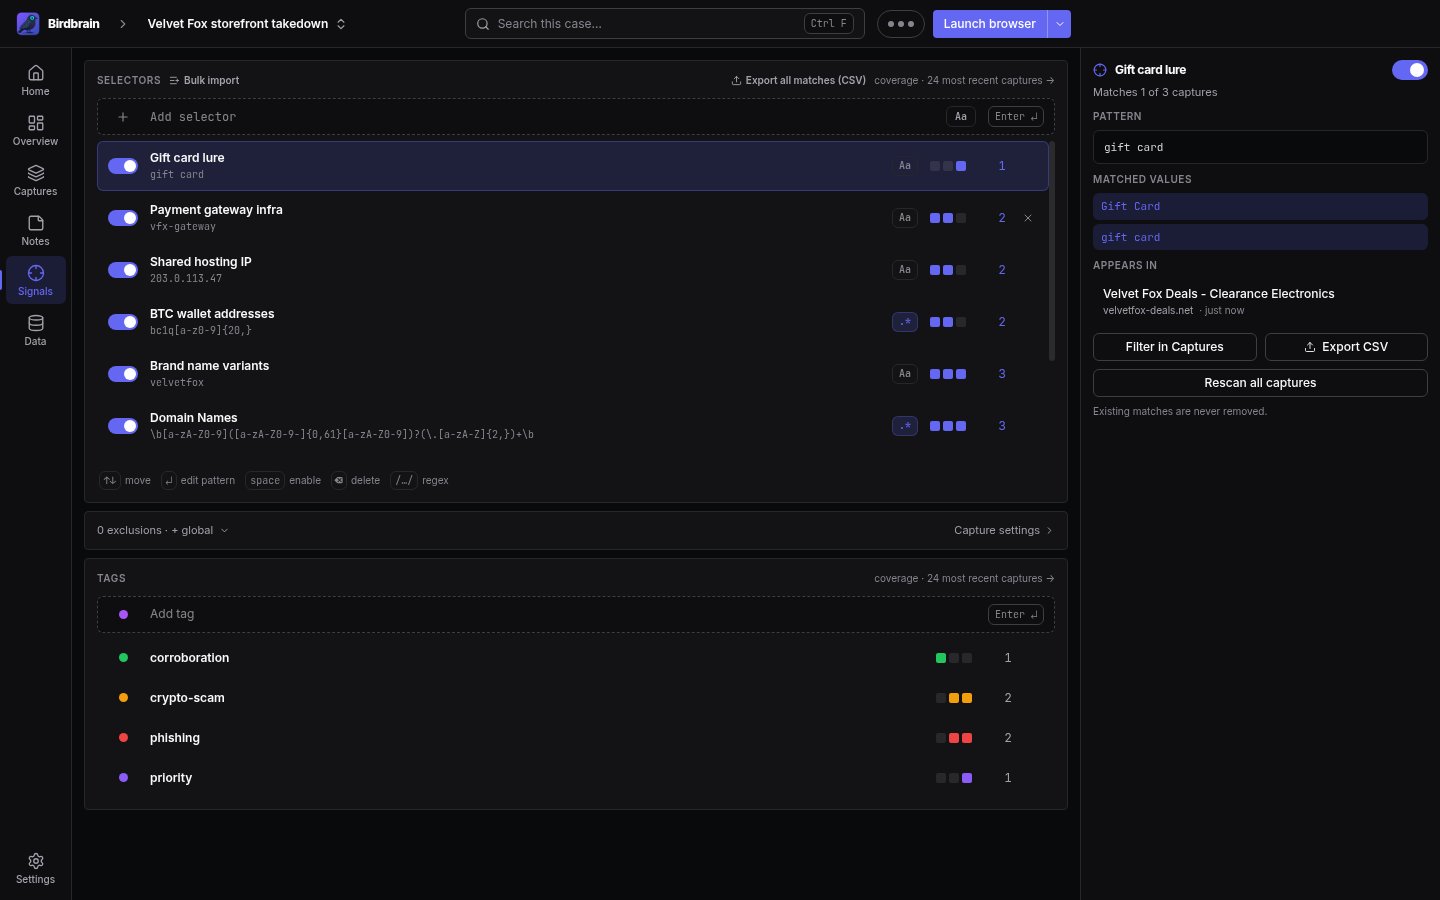 Birdbrain
Velvet Fox storefront takedown
Search this case...
Ctrl F
Launch browser
Home
Overview
Captures
Notes
Signals
Data
Settings
SELECTORS
Bulk import
Export all matches (CSV)
coverage · 24 most recent captures →
Add selector
Aa
Enter ↵
Gift card lure
gift card
Aa
1
Payment gateway infra
vfx-gateway
Aa
2
Shared hosting IP
203.0.113.47
Aa
2
BTC wallet addresses
bc1q[a-z0-9]{20,}
.*
2
Brand name variants
velvetfox
Aa
3
Domain Names
\b[a-zA-Z0-9]([a-zA-Z0-9-]{0,61}[a-zA-Z0-9])?(\.[a-zA-Z]{2,})+\b
.*
3
↑↓ move
↵ edit pattern
space enable
⌫ delete
/…/ regex
0 exclusions · + global
Capture settings
TAGS
coverage · 24 most recent captures →
Add tag
Enter ↵
corroboration
1
crypto-scam
2
phishing
2
priority
1
Gift card lure
Matches 1 of 3 captures
PATTERN
gift card
MATCHED VALUES
Gift Card
gift card
APPEARS IN
Velvet Fox Deals - Clearance Electronics
velvetfox-deals.net · just now
Filter in Captures
Export CSV
Rescan all captures
Existing matches are never removed.